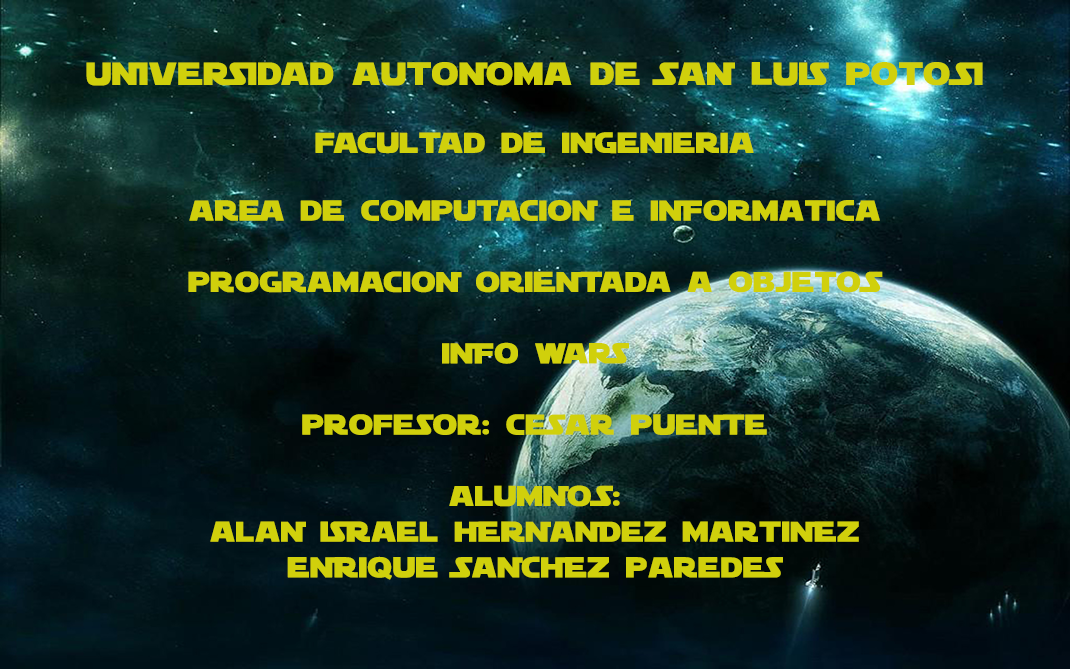 UNIVERSIDAD AUTONOMA DE SAN LUIS POTOSI
FACULTAD DE INGENIERIA
AREA DE COMPUTACION E INFORMATICA
PROGRAMACION ORIENTADA A OBJETOS
INFO WARS
PROFESOR: CESAR PUENTE
ALUMNOS:
ALAN ISRAEL HERNANDEZ MARTINEZ
ENRIQUE SANCHEZ PAREDES